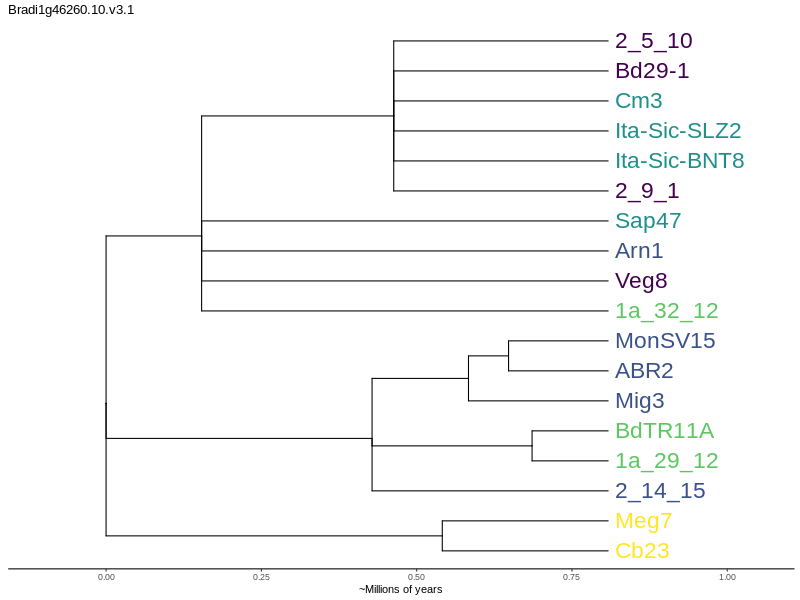 Bradi1g46260.10.v3.1
2_5_10
Bd29-1
Cm3
Ita-Sic-SLZ2
Ita-Sic-BNT8
2_9_1
Sap47
Arn1
Veg8
1a_32_12
MonSV15
ABR2
Mig3
BdTR11A
1a_29_12
2_14_15
Meg7
Cb23
0.00 0.25 0.50 0.75 1.00
~Millions of years